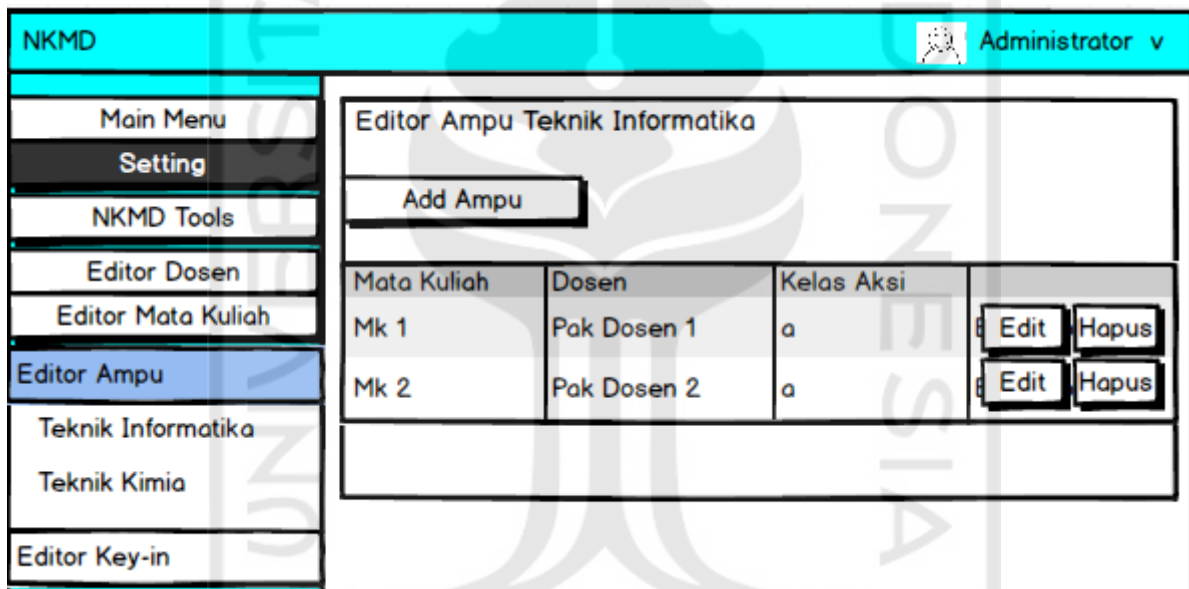 NKMD
Administrator v
Main Menu
Setting
NKMD Tools
Editor Dosen
Editor Mata Kuliah
Editor Ampu
Teknik Informatika
Teknik Kimia
Editor Key-in
Editor Ampu Teknik Informatika
Add Ampu
Mata Kuliah Dosen Kelas Aksi
Mk 1 Pak Dosen 1 a Edit Hapus
Mk 2 Pak Dosen 2 a Edit Hapus